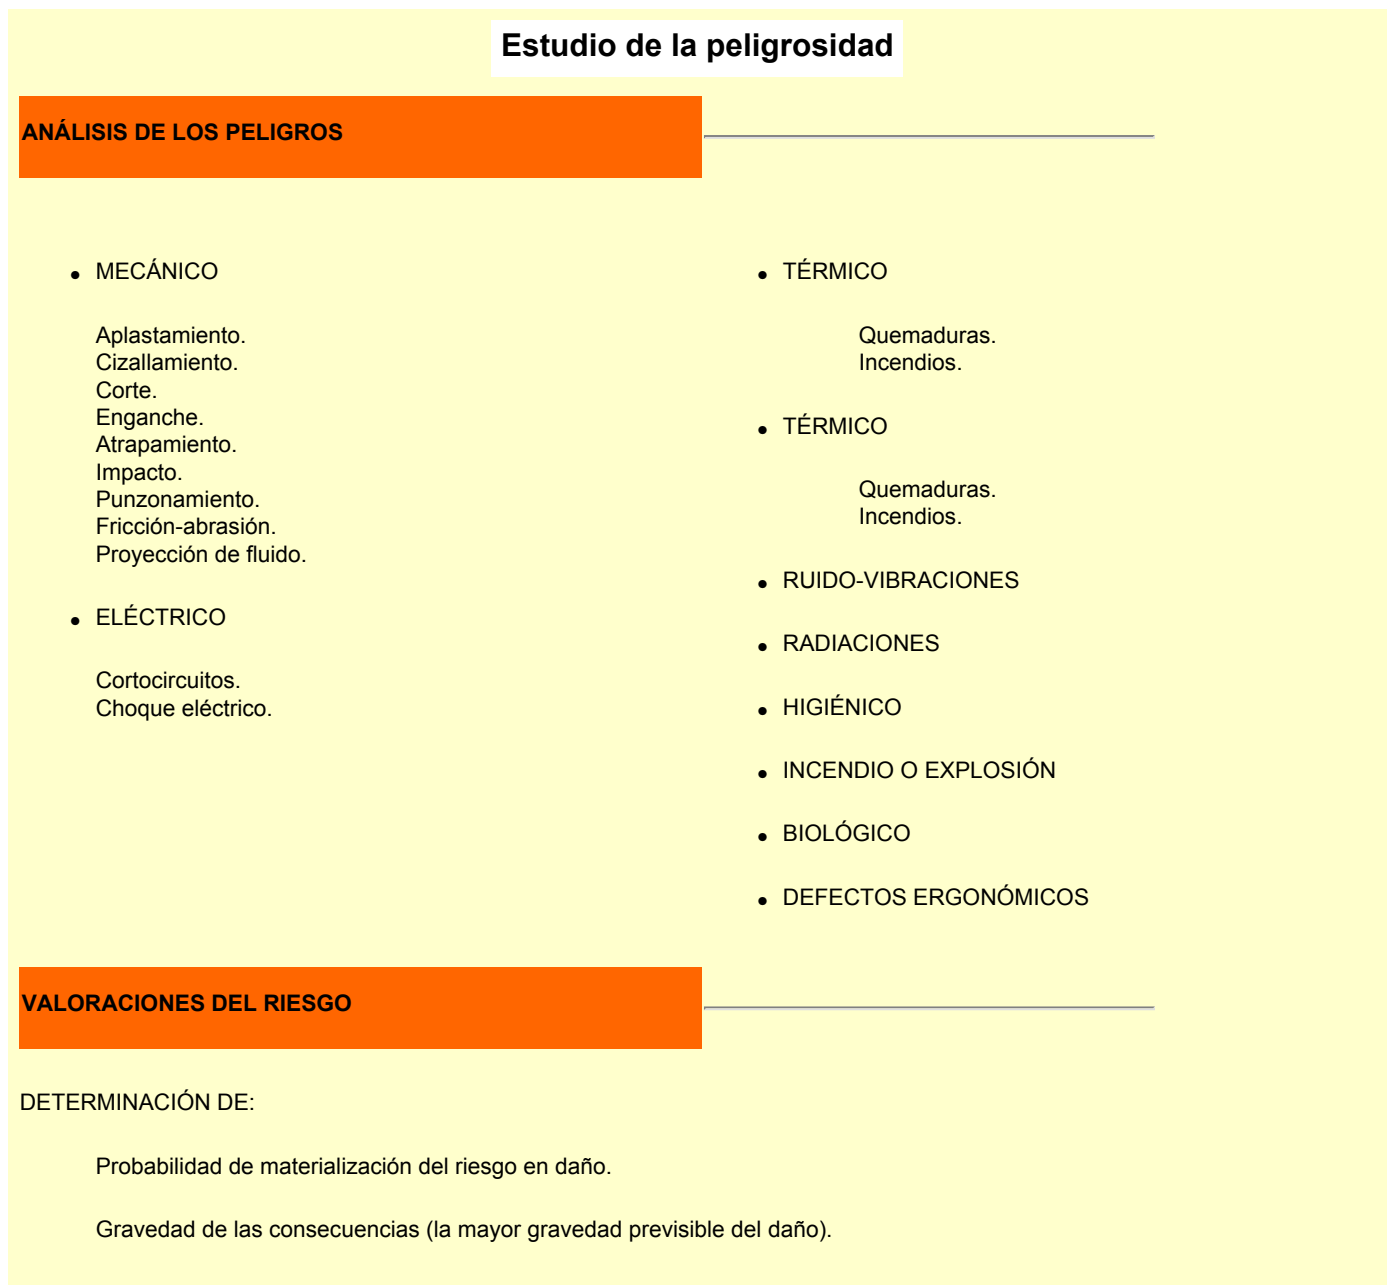 Estudio de la peligrosidad
ANÁLISIS DE LOS PELIGROS
MECÁNICO
Aplastamiento.
Cizallamiento.
Corte.
Enganche.
Atrapamiento.
Impacto.
Punzonamiento.
Fricción-abrasión.
Proyección de fluido.
ELÉCTRICO
Cortocircuitos.
Choque eléctrico.
TÉRMICO
Quemaduras.
Incendios.
TÉRMICO
Quemaduras.
Incendios.
RUIDO-VIBRACIONES
RADIACIONES
HIGIÉNICO
INCENDIO O EXPLOSIÓN
BIOLÓGICO
DEFECTOS ERGONÓMICOS
VALORACIONES DEL RIESGO
DETERMINACIÓN DE:
Probabilidad de materialización del riesgo en daño.
Gravedad de las consecuencias (la mayor gravedad previsible del daño).